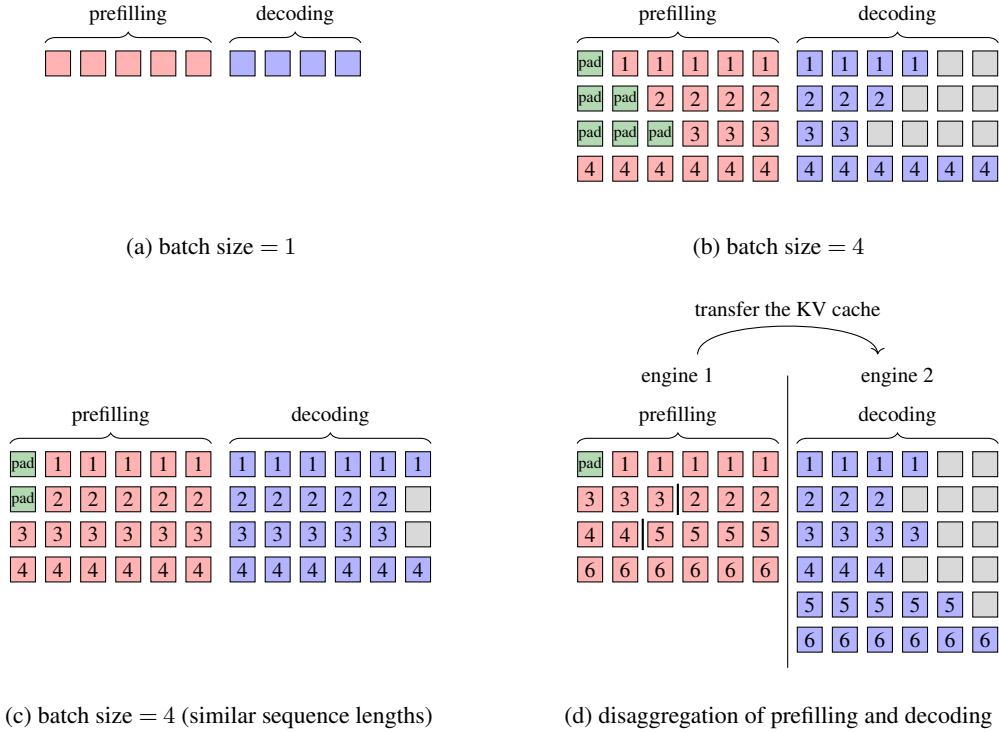 prefilling decoding
pad 1 1 1 1 1 1 1 1 1
pad pad 2 2 2 2 2 2 2
pad pad pad 3 3 3 3 3
4 4 4 4 4 4 4 4 4 4 4 4
(a) batch size = 1
prefilling decoding
(b) batch size = 4
transfer the KV cache
engine 1 engine 2
prefilling decoding
pad 1 1 1 1 1 1 1 1 1 1 1
pad 2 2 2 2 2 2 2 2 2 2
3 3 3 3 3 3 3 3 3 3 3
4 4 4 4 4 4 4 4 4 4 4 4
(c) batch size = 4 (similar sequence lengths)
prefilling decoding
pad 1 1 1 1 1 1 1 1 1
3 3 3 2 2 2 2 2 2
4 4 5 5 5 5 3 3 3 3
6 6 6 6 6 6 4 4 4
5 5 5 5 5
6 6 6 6 6 6
(d) disaggregation of prefilling and decoding